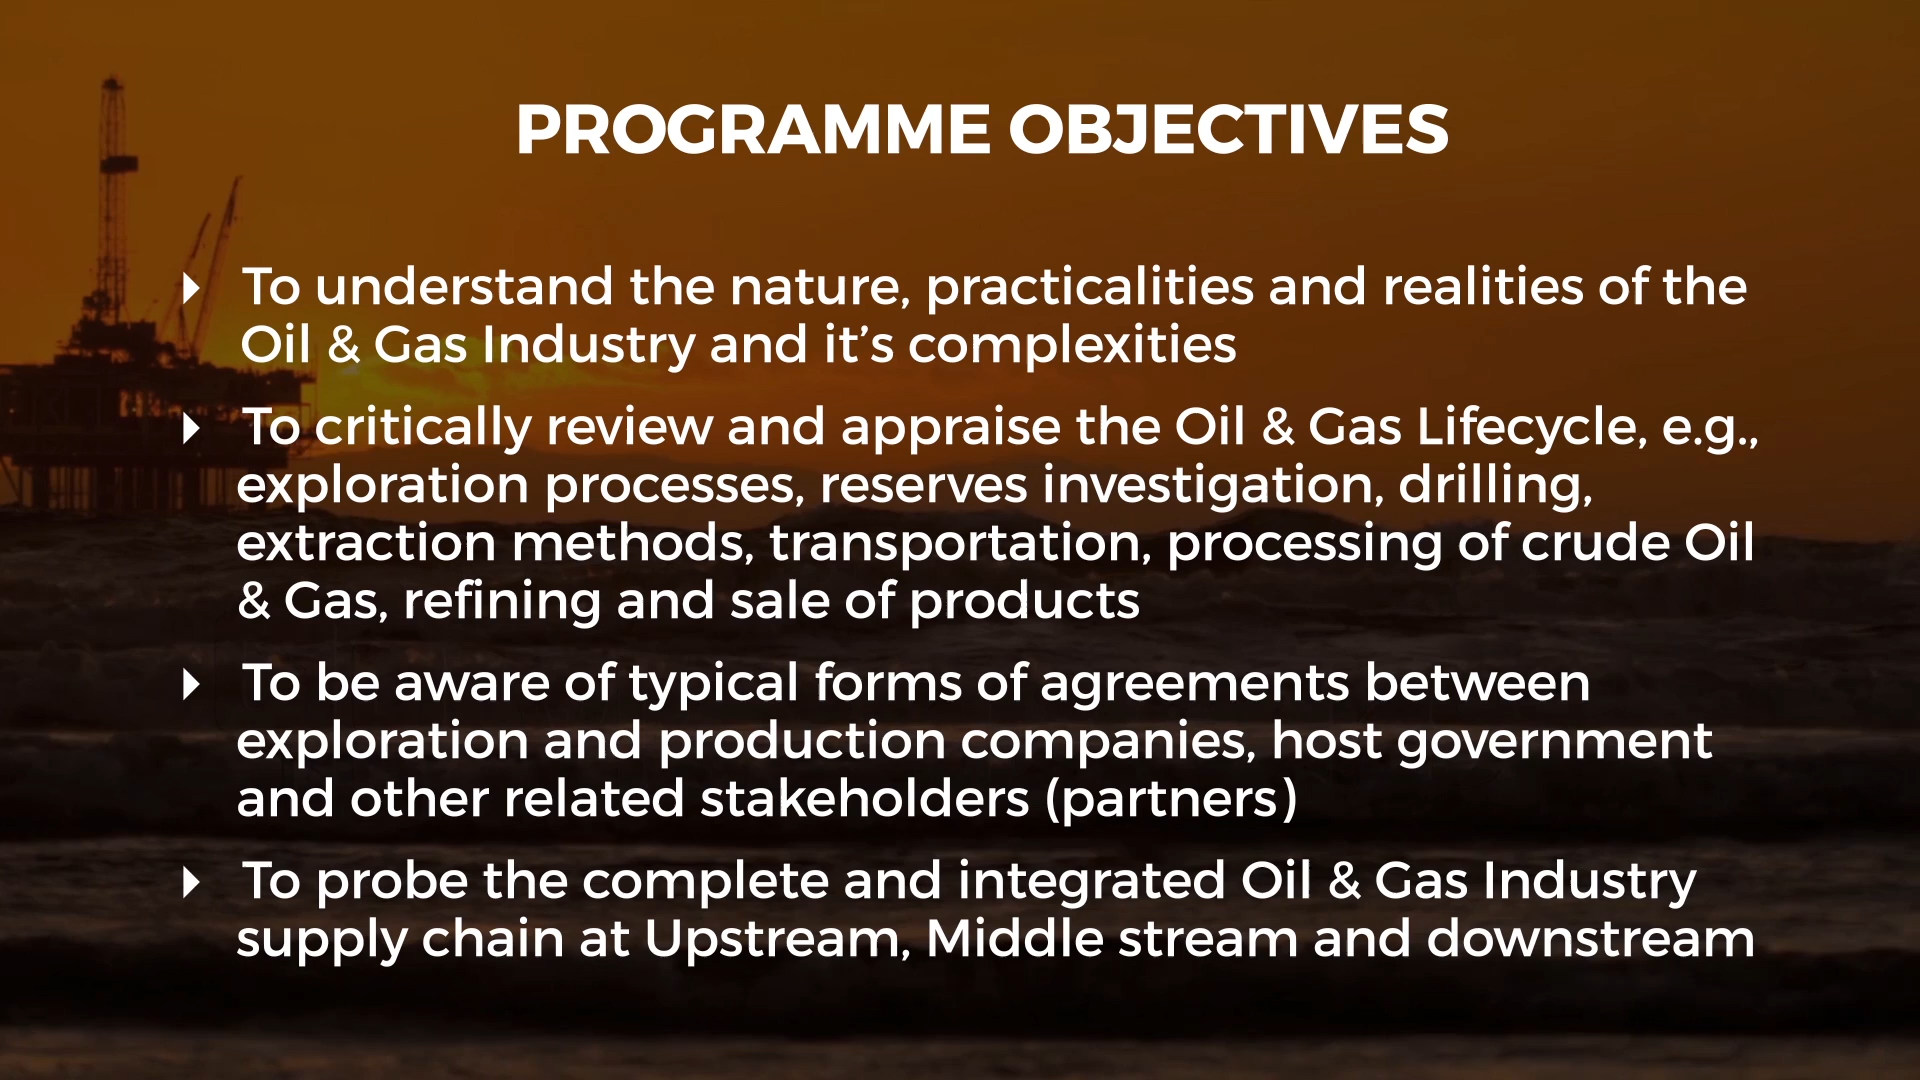 PROGRAMME OBJECTIVES
To understand the nature, practicalities and realities of the
Oil & Gas Industry and it’s complexities
To critically review and appraise the Oil & Gas Lifecycle, e.g.,
exploration processes, reserves investigation, drilling,
extraction methods, transportation, processing of crude Oil
& Gas, refining and sale of products
To be aware of typical forms of agreements between
exploration and production companies, host government
and other related stakeholders (partners)
To probe the complete and integrated Oil & Gas Industry
supply chain at Upstream, Middle stream and downstream